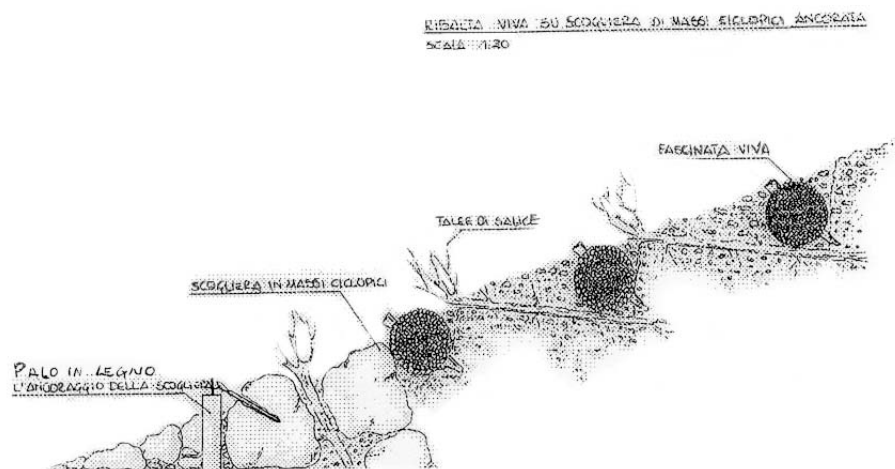 RIBALTA VIVA SU SCOGLIERA DI MASSI CICLOPICI ANCORATA
SCALA 1:20
FASCINATA VIVA
TALEE DI SALICE
SCOGLIERA IN MASSI CICLOPICI
PALO IN LEGNO
L'ANCORAGGIO DELLA SCOGLIERA